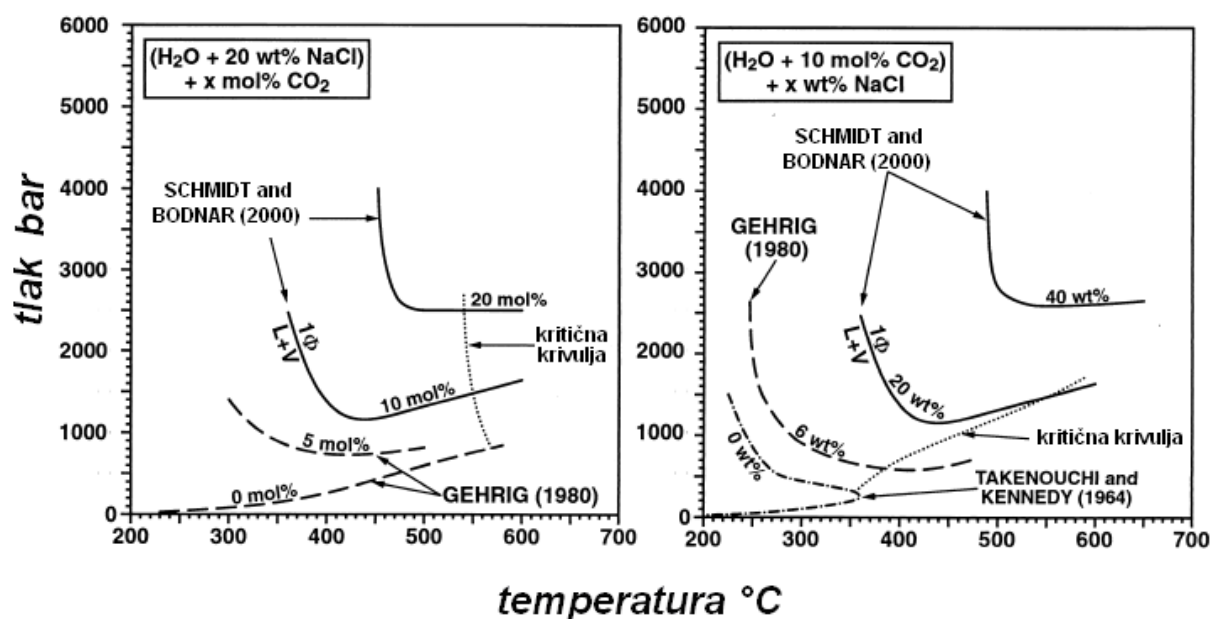 tlak bar
6000
5000
4000
3000
2000
1000
0
(H₂O + 20 wt% NaCl)
+ x mol% CO₂
SCHMIDT and
BODNAR (2000)
20 mol%
kritična
krivulja
1Φ
L+V
10 mol%
5 mol%
0 mol%
GEHRIG (1980)
200 300 400 500 600 700
6000
5000
4000
3000
2000
1000
0
(H₂O + 10 mol% CO₂)
+ x wt% NaCl
SCHMIDT and
BODNAR (2000)
GEHRIG
(1980)
40 wt%
1Φ
L+V
20 wt%
6 wt%
0 wt%
kritična krivulja
TAKENOUCHI and
KENNEDY (1964)
200 300 400 500 600 700
temperatura °C